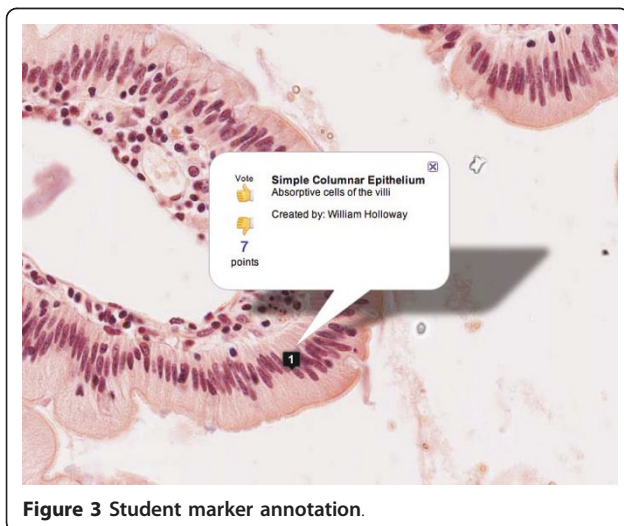 Vote
Simple Columnar Epithelium
Absorptive cells of the villi
Created by: William Holloway
7
points
1
Figure 3 Student marker annotation.